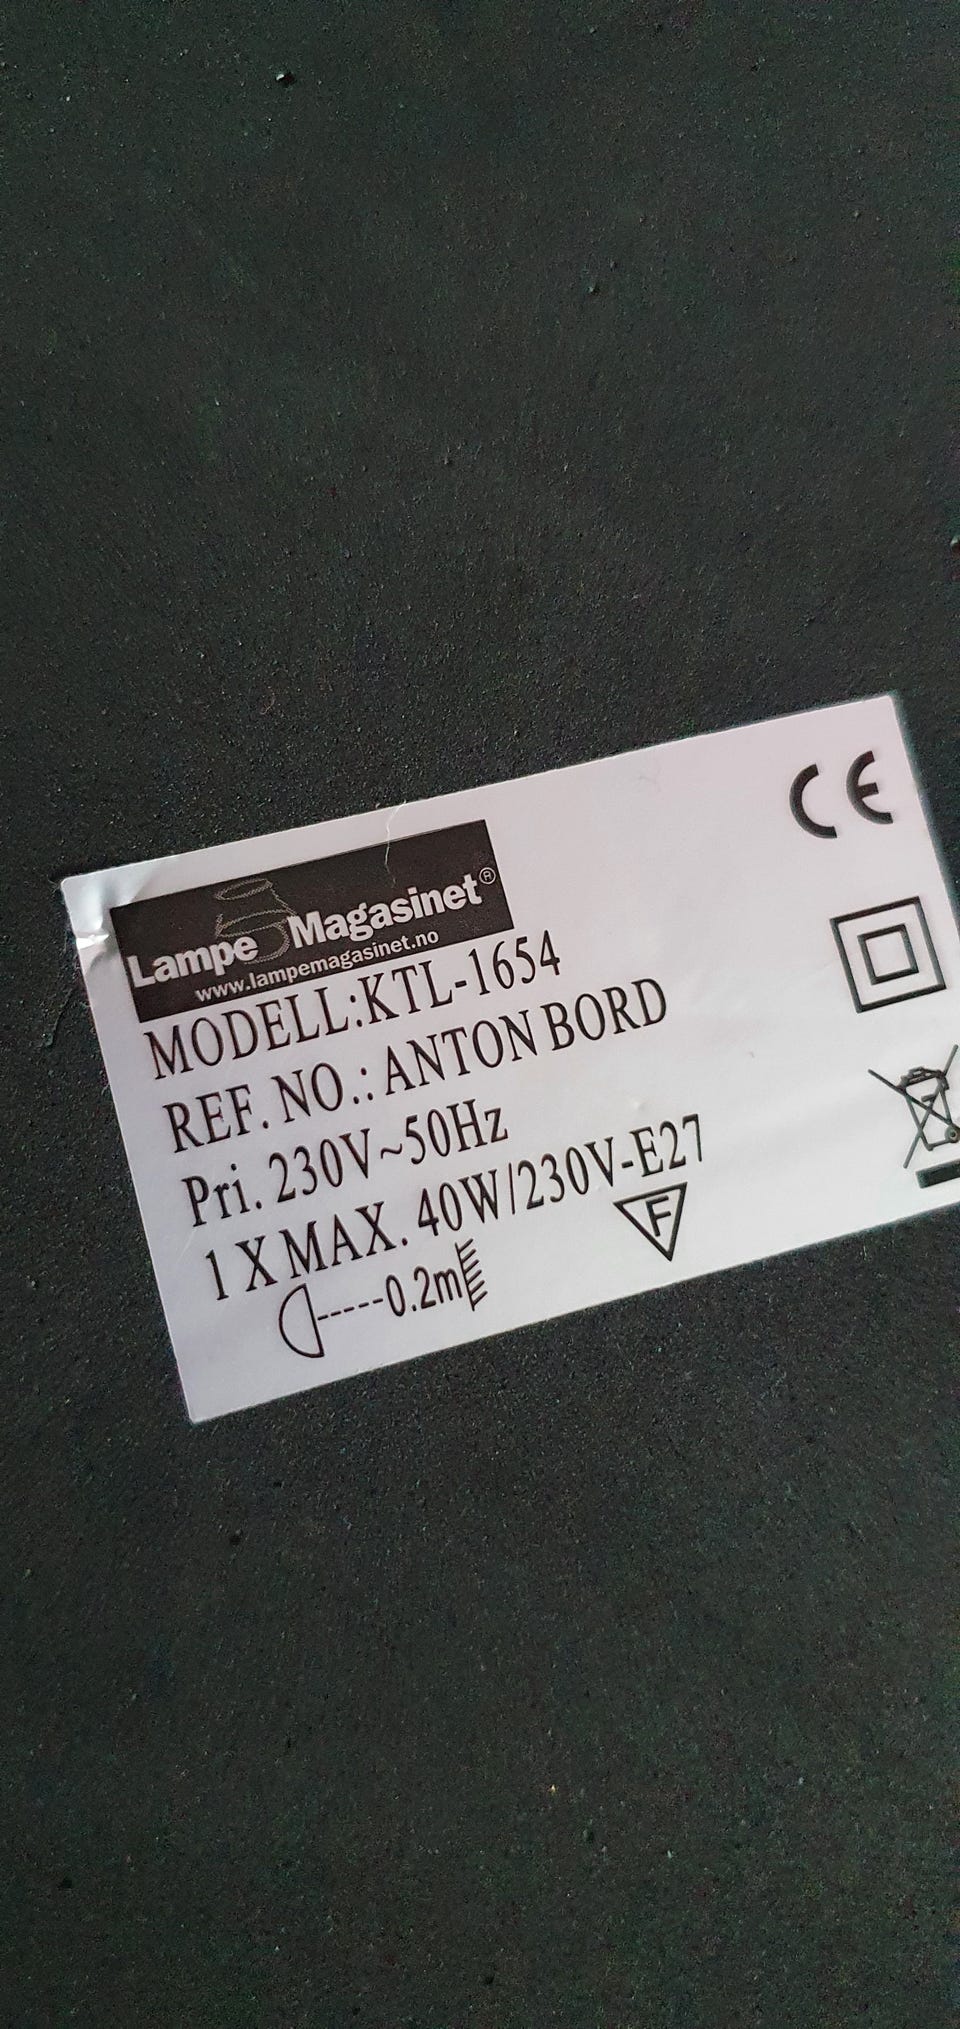 Lampe Magasinet®
www.lampemagasinet.no
MODELL:KTL-1654
REF. NO.: ANTON BORD
Pri. 230V~50Hz
1 X MAX. 40W/230V-E27
-----0.2m
F
CE